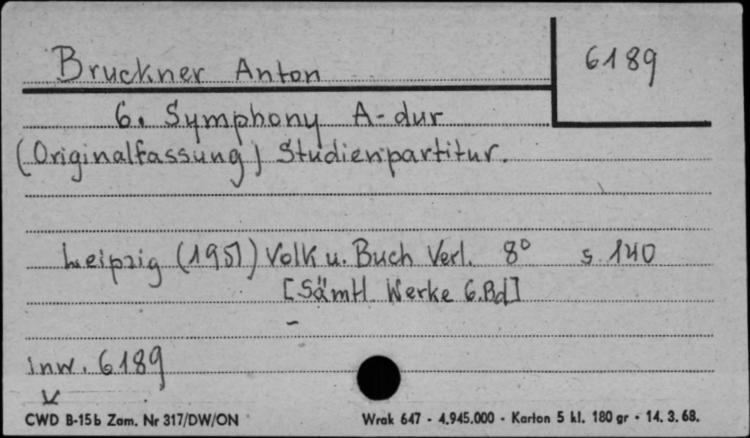 Bruckner Anton
6189
6. Symphony A-dur
(Originalfassung) Studienpartitur.
Leipzig (1951) Volk u. Buch Verl. 8° s. 140
[Sämtl. Werke 6.Bd]
inw. 6189
CWD B-15b Zam. Nr 317/DW/ON
Wrak 647 - 4.945.000 - Karton 5 kl. 180 gr - 14. 3. 68.